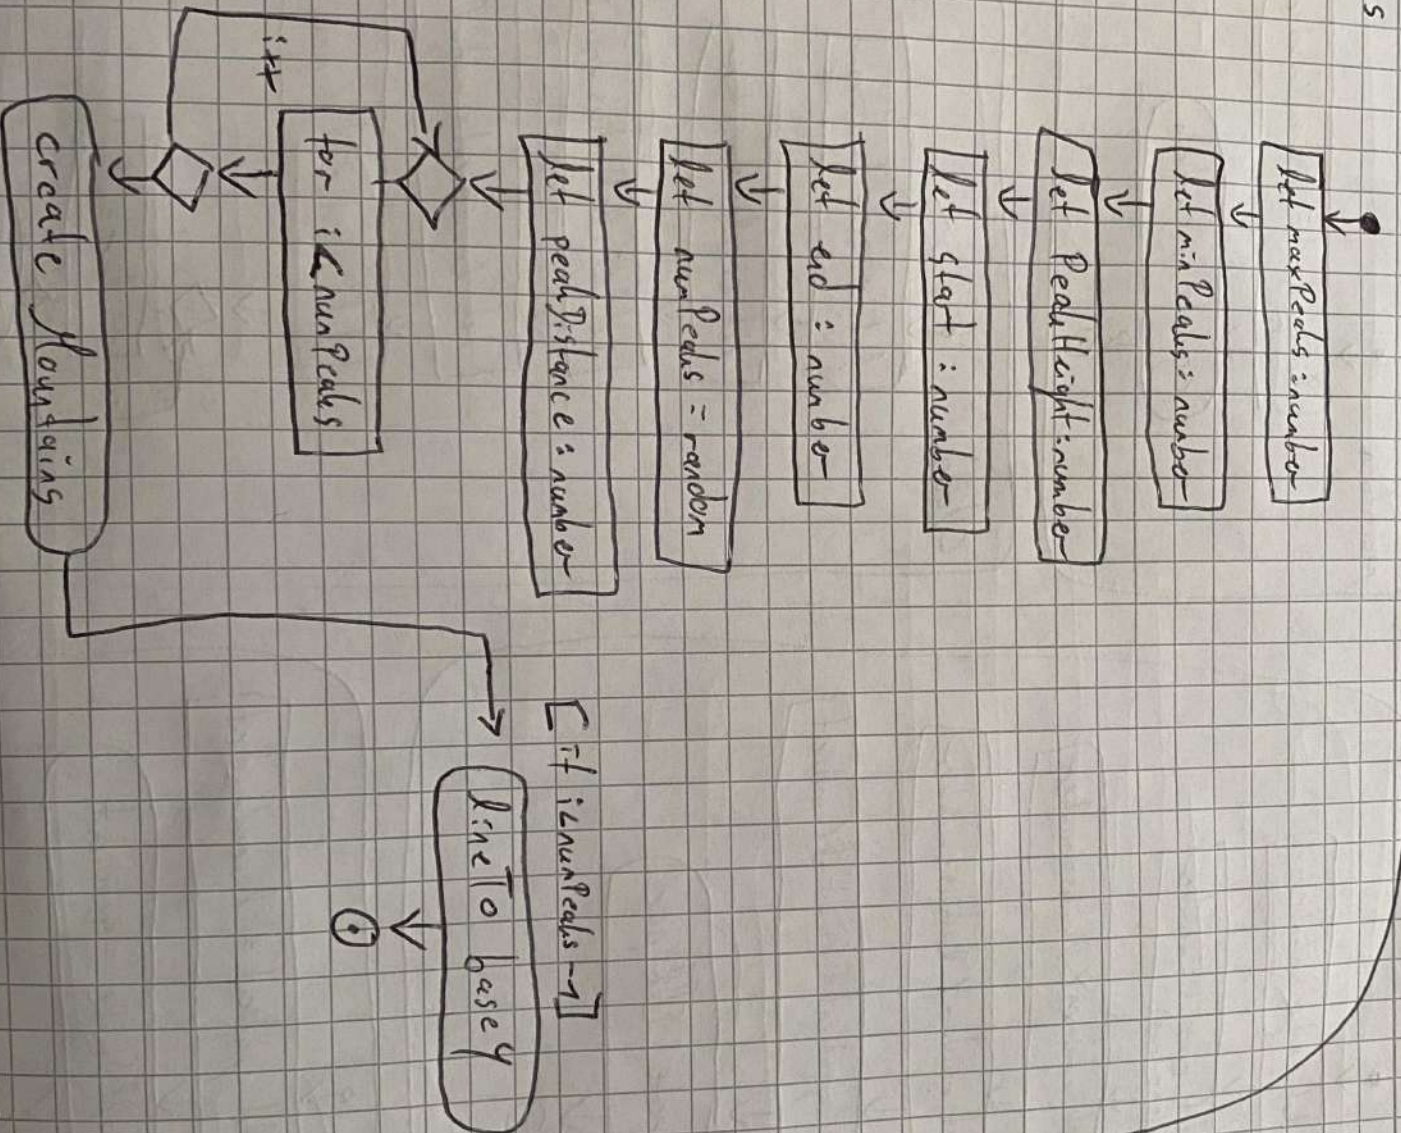 s
let maxPeaks : number
let minPeaks : number
let PeakHeight : number
let start : number
let end : number
let numPeaks = random
let peakDistance : number
for i < numPeaks
i++
create Mountains
[if i < numPeaks -1]
lineTo base y